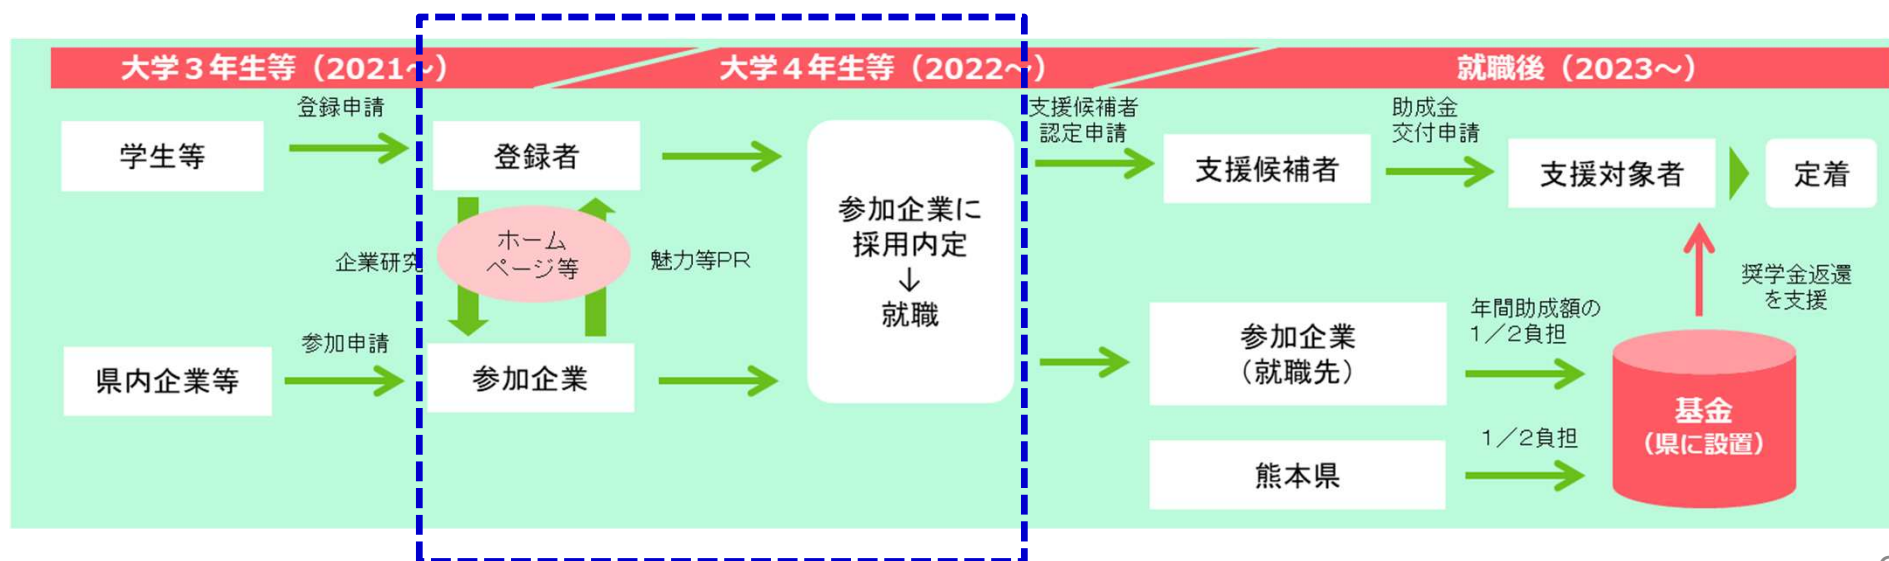 大学３年生等（2021～）
大学４年生等（2022～）
就職後（2023～）
登録申請
学生等
登録者
企業研究
ホーム
ページ等
魅力等PR
参加申請
県内企業等
参加企業
参加企業に
採用内定
↓
就職
支援候補者
認定申請
支援候補者
助成金
交付申請
支援対象者
定着
奨学金返還
を支援
参加企業
（就職先）
年間助成額の
１／２負担
熊本県
１／２負担
基金
（県に設置）